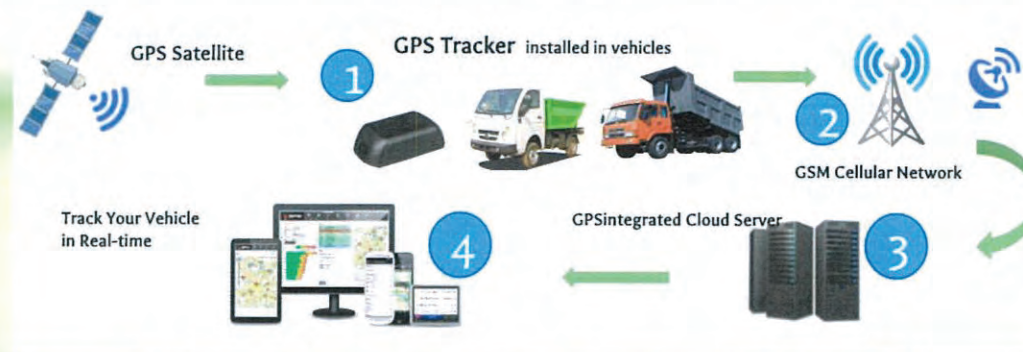 GPS Satellite
GPS Tracker installed in vehicles
1
2
GSM Cellular Network
Track Your Vehicle
in Real-time
4
GPSintegrated Cloud Server
3